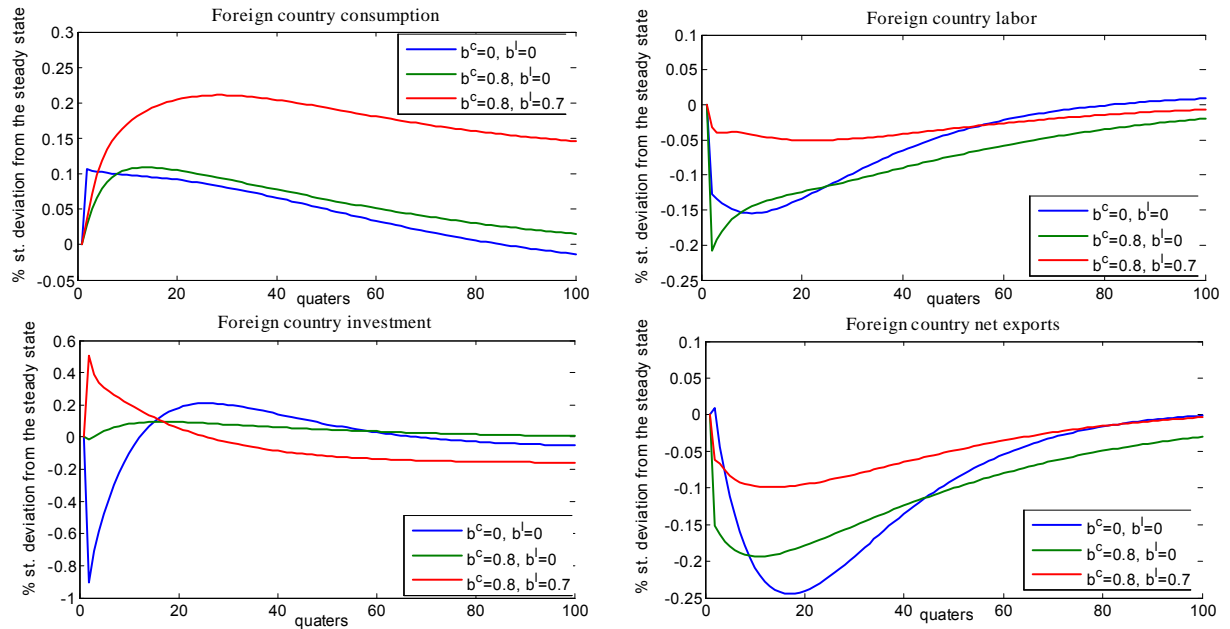 Foreign country consumption
% st. deviation from the steady state
0.3
0.2
0.1
0
-0.05
0
20
40
60
80
100
quaters
b^c=0, b^l=0
b^c=0.8, b^l=0
b^c=0.8, b^l=0.7
Foreign country labor
% st. deviation from the steady state
0.1
0.05
0
-0.05
-0.1
-0.15
-0.2
-0.25
0
20
40
60
80
100
quaters
b^c=0, b^l=0
b^c=0.8, b^l=0
b^c=0.8, b^l=0.7
Foreign country investment
% st. deviation from the steady state
0.6
0.4
0.2
0
-0.2
-0.4
-0.6
-0.8
-1
0
20
40
60
80
100
quaters
b^c=0, b^l=0
b^c=0.8, b^l=0
b^c=0.8, b^l=0.7
Foreign country net exports
% st. deviation from the steady state
0.1
0.05
0
-0.05
-0.1
-0.15
-0.2
-0.25
0
20
40
60
80
100
quaters
b^c=0, b^l=0
b^c=0.8, b^l=0
b^c=0.8, b^l=0.7